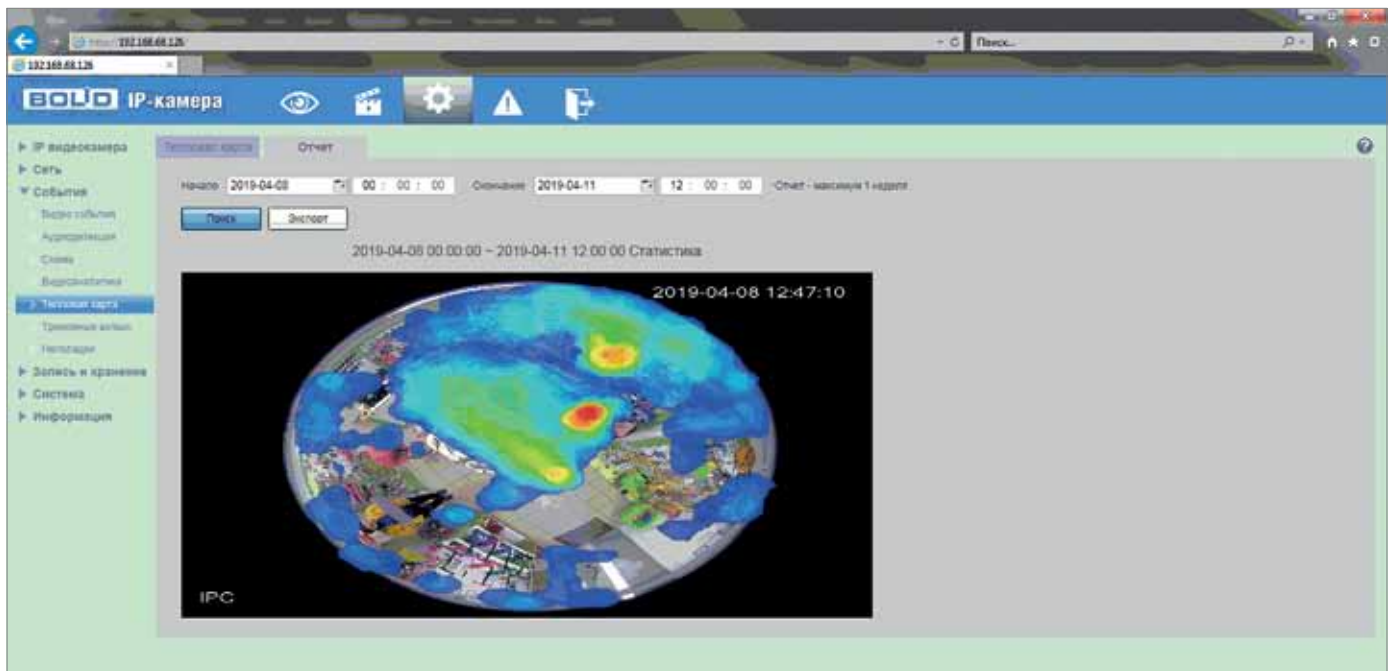 192.168.68.126
Поиск...
192.168.68.126
BOLID IP-камера
IP видеокамера
Сеть
События
Видео события
Аудиодетекция
Видеоаналитика
Тепловая карта
Запись и хранение
Система
Информация
Тепловая карта
Отчет
Начало 2019-04-08 00 : 00 : 00 Окончание 2019-04-11 12 : 00 : 00 Отчет - максимум 1 неделя
Поиск
Экспорт
2019-04-08 00:00:00 ~ 2019-04-11 12:00:00 Статистика
2019-04-08 12:47:10
IPC